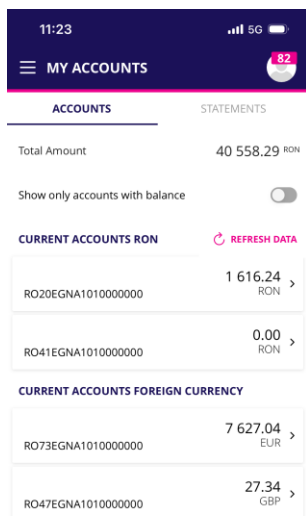 11:23 5G
82
MY ACCOUNTS
ACCOUNTS STATEMENTS
Total Amount 40 558.29 RON
Show only accounts with balance
CURRENT ACCOUNTS RON REFRESH DATA
1 616.24
RON
RO20EGNA1010000000
0.00
RON
RO41EGNA1010000000
CURRENT ACCOUNTS FOREIGN CURRENCY
7 627.04
EUR
RO73EGNA1010000000
27.34
GBP
RO47EGNA1010000000